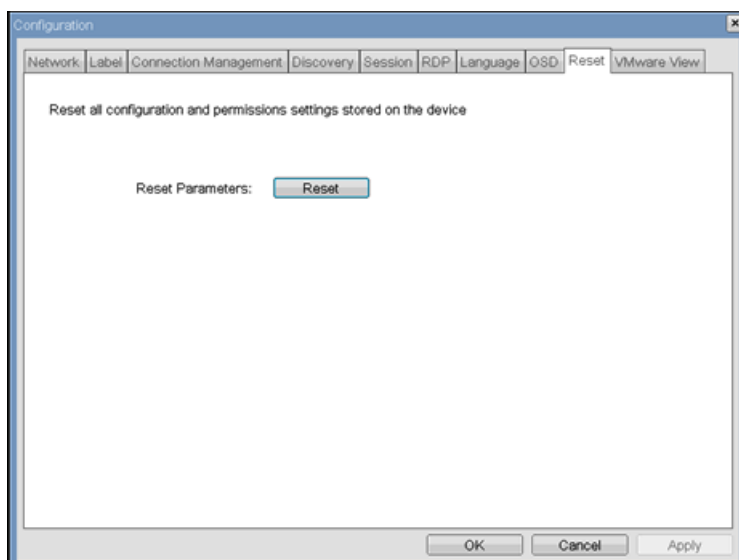 Configuration
Network Label Connection Management Discovery Session RDP Language OSD Reset VMware View
Reset all configuration and permissions settings stored on the device
Reset Parameters: Reset
OK Cancel Apply